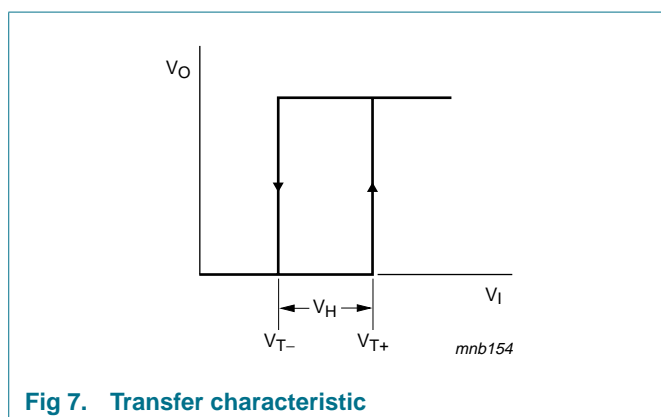 VO
VH
VI
VT−
VT+
mnb154
Fig 7. Transfer characteristic